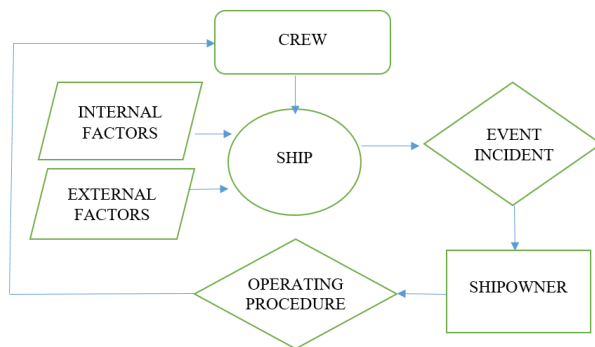 CREW
INTERNAL
FACTORS
SHIP
EVENT
INCIDENT
EXTERNAL
FACTORS
OPERATING
PROCEDURE
SHIPOWNER